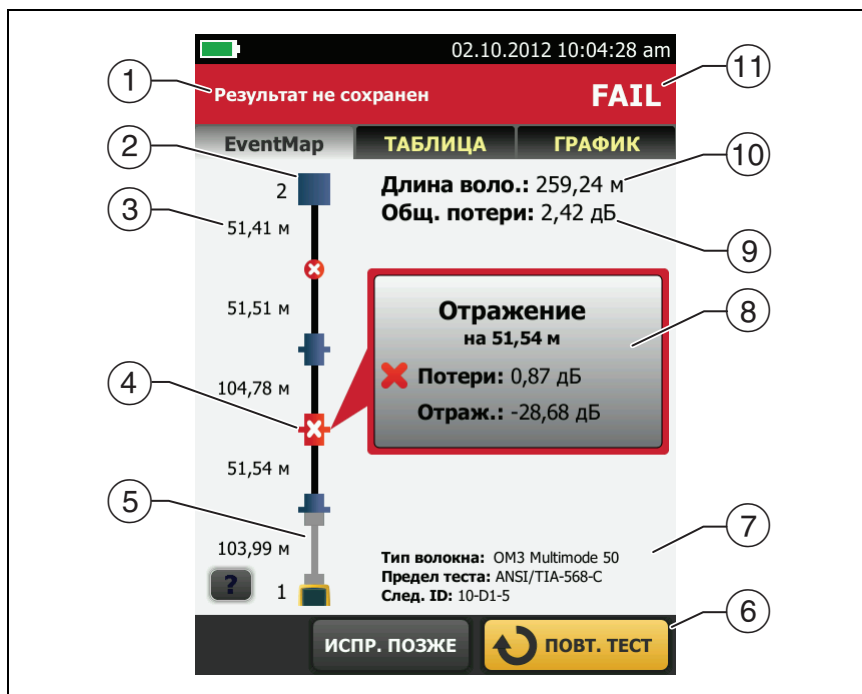 02.10.2012 10:04:28 am
1
Результат не сохранен
FAIL
11
EventMap
ТАБЛИЦА
ГРАФИК
2
2
Длина воло.: 259,24 м
10
3
51,41 м
Общ. потери: 2,42 дБ
9
51,51 м
Отражение
на 51,54 м
8
Потери: 0,87 дБ
Отраж.: -28,68 дБ
4
104,78 м
51,54 м
5
103,99 м
7
Тип волокна: OM3 Multimode 50
Предел теста: ANSI/TIA-568-C
След. ID: 10-D1-5
?
1
6
ИСПР. ПОЗЖЕ
ПОВТ. ТЕСТ